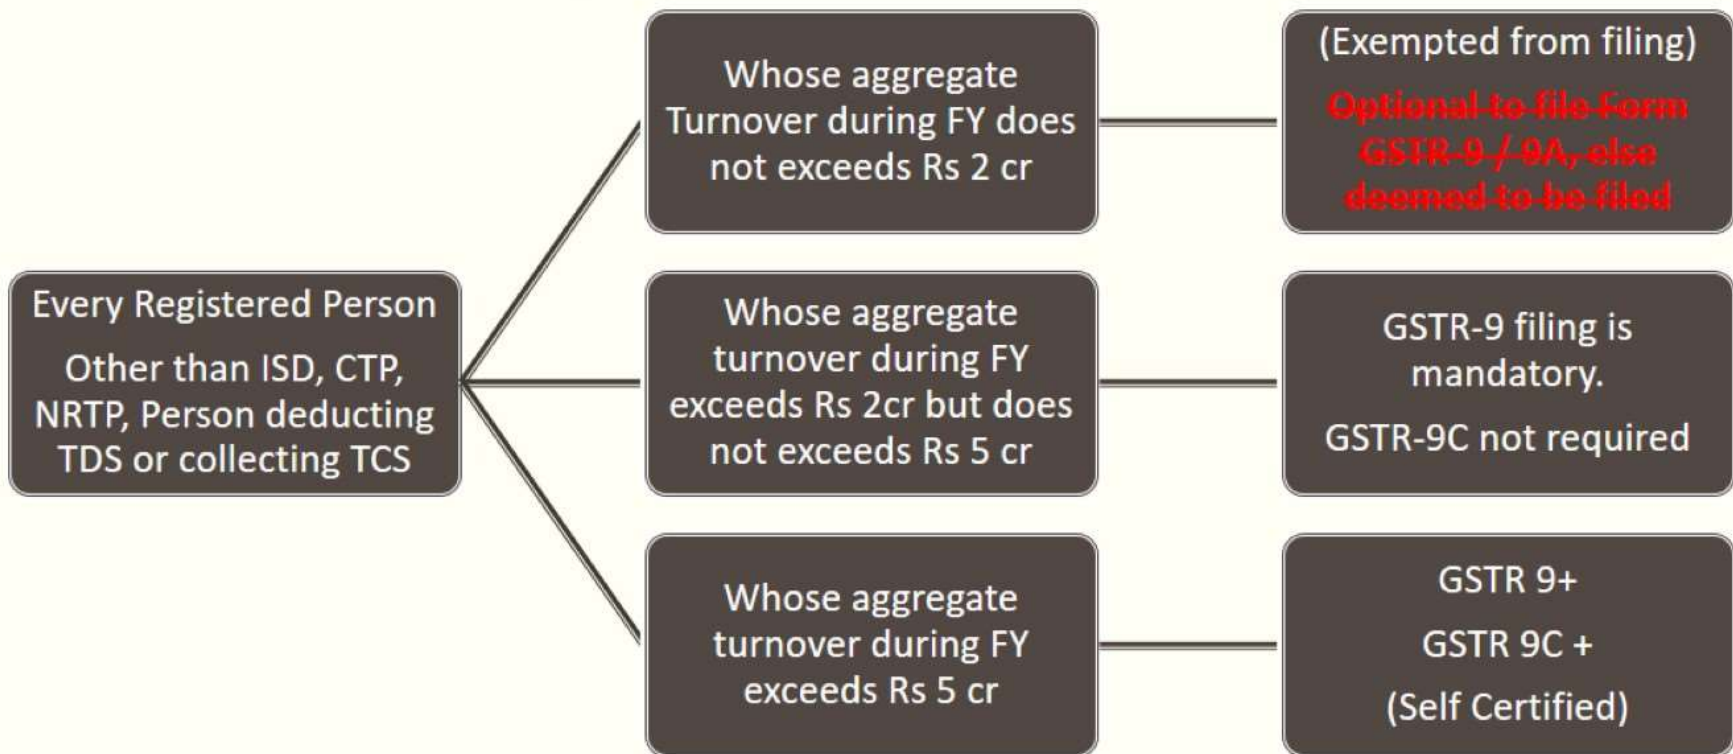 Every Registered Person
Other than ISD, CTP,
NRTP, Person deducting
TDS or collecting TCS
Whose aggregate
Turnover during FY does
not exceeds Rs 2 cr
(Exempted from filing)
Optional to file Form
GSTR-9 / 9A, else
deemed to be filed
Whose aggregate
turnover during FY
exceeds Rs 2cr but does
not exceeds Rs 5 cr
GSTR-9 filing is
mandatory.
GSTR-9C not required
Whose aggregate
turnover during FY
exceeds Rs 5 cr
GSTR 9+
GSTR 9C +
(Self Certified)